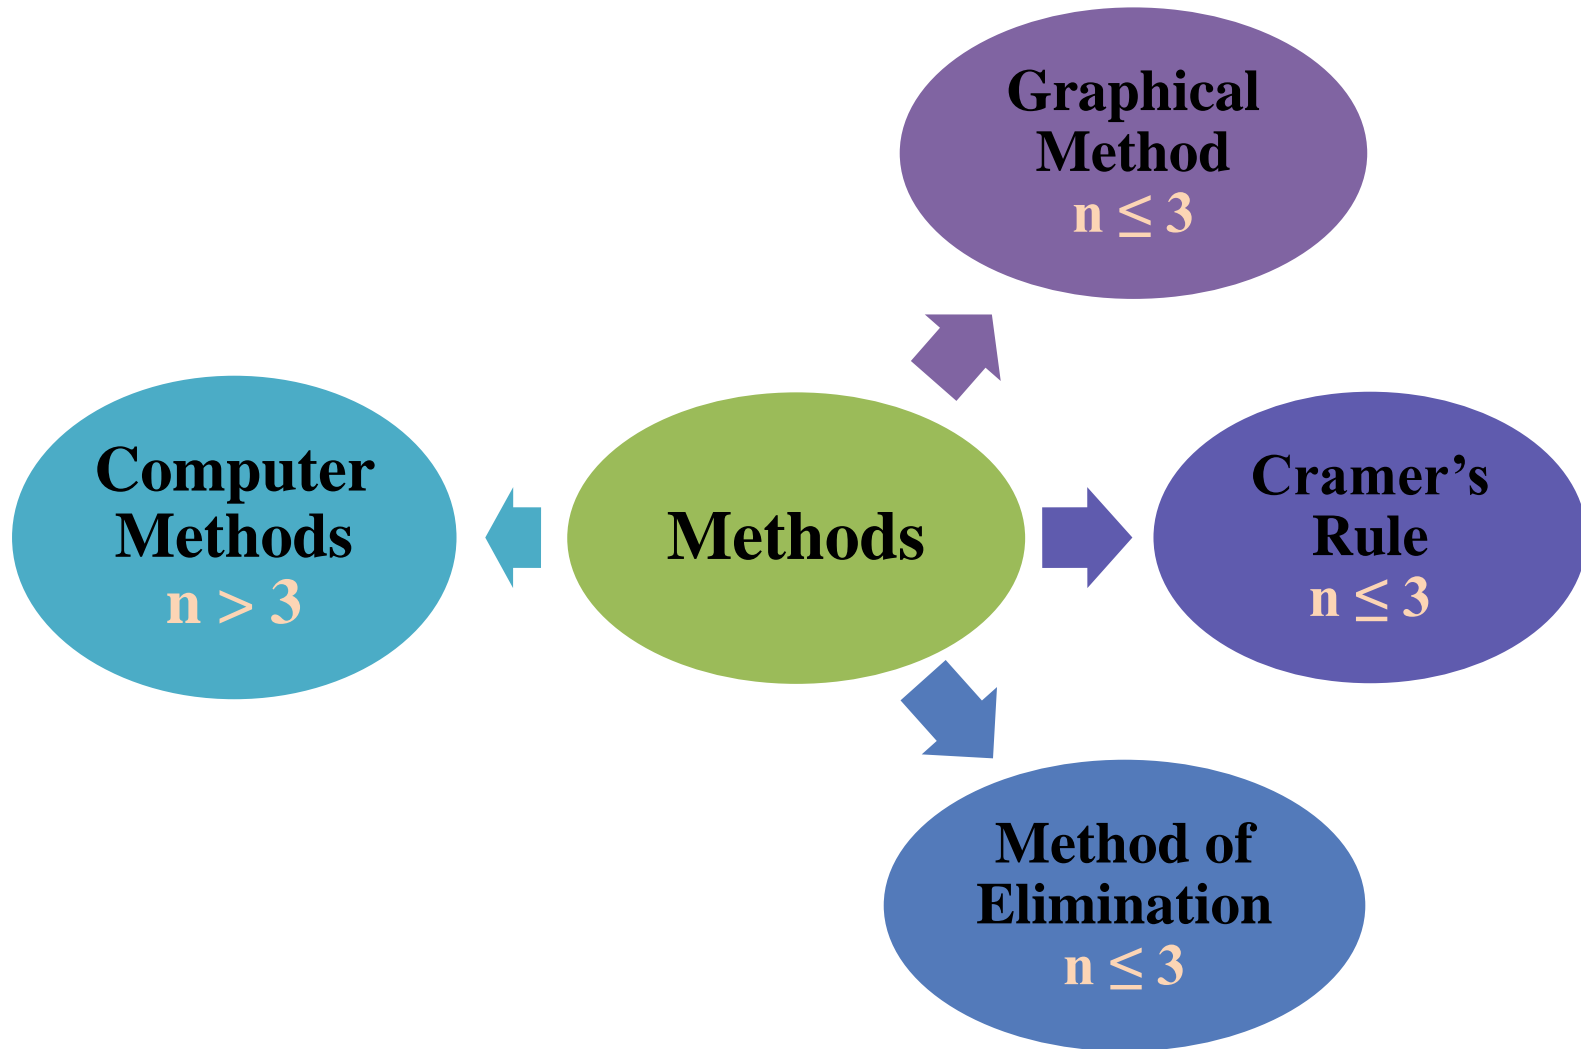 Graphical
Method
n ≤ 3
Computer
Methods
n > 3
Methods
Cramer’s
Rule
n ≤ 3
Method of
Elimination
n ≤ 3